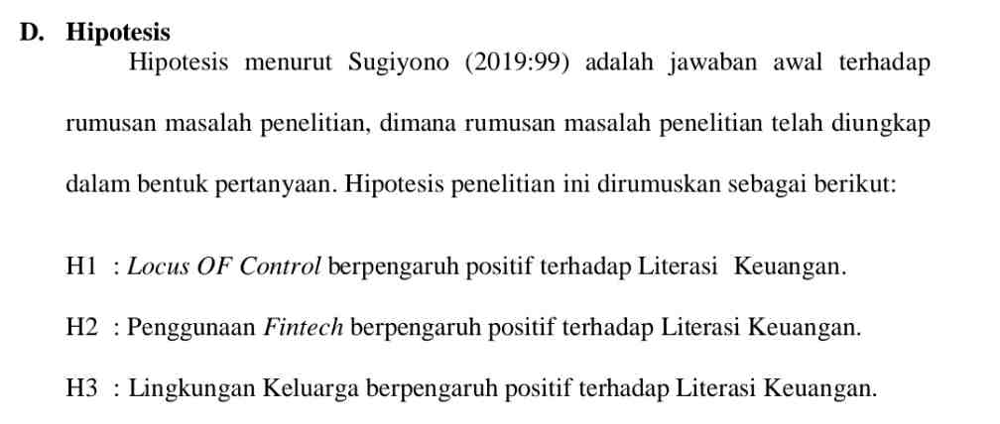 D. Hipotesis
Hipotesis menurut Sugiyono (2019:99) adalah jawaban awal terhadap
rumusan masalah penelitian, dimana rumusan masalah penelitian telah diungkap
dalam bentuk pertanyaan. Hipotesis penelitian ini dirumuskan sebagai berikut:
H1 : Locus OF Control berpengaruh positif terhadap Literasi Keuangan.
H2 : Penggunaan Fintech berpengaruh positif terhadap Literasi Keuangan.
H3 : Lingkungan Keluarga berpengaruh positif terhadap Literasi Keuangan.